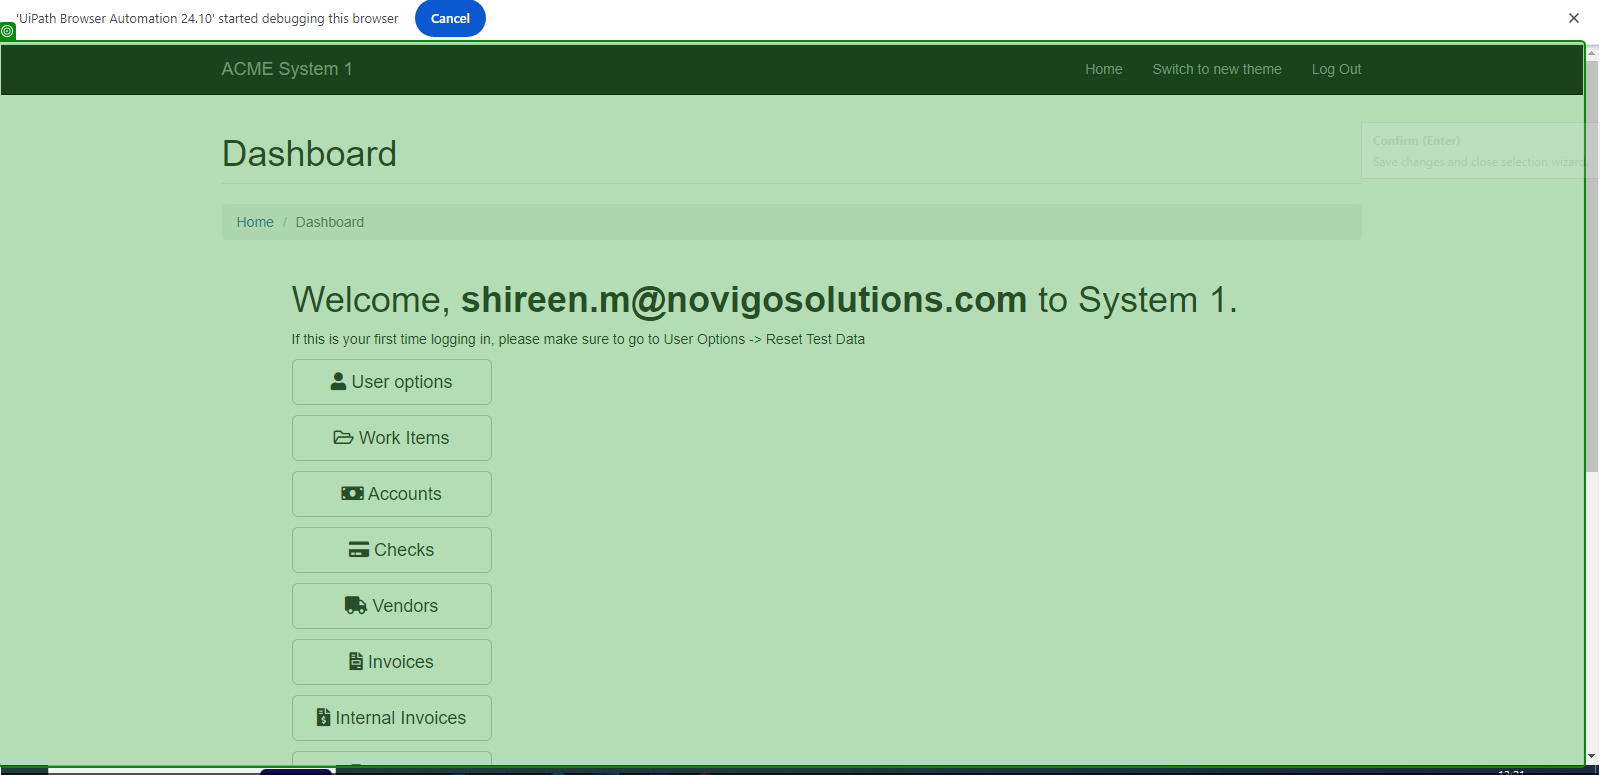 'UiPath Browser Automation 24.10' started debugging this browser Cancel
ACME System 1 Home Switch to new theme Log Out
Dashboard
Confirm (Enter)
Save changes and close selection wizard
Home / Dashboard
Welcome, shireen.m@novigosolutions.com to System 1.
If this is your first time logging in, please make sure to go to User Options -> Reset Test Data
User options
Work Items
Accounts
Checks
Vendors
Invoices
Internal Invoices